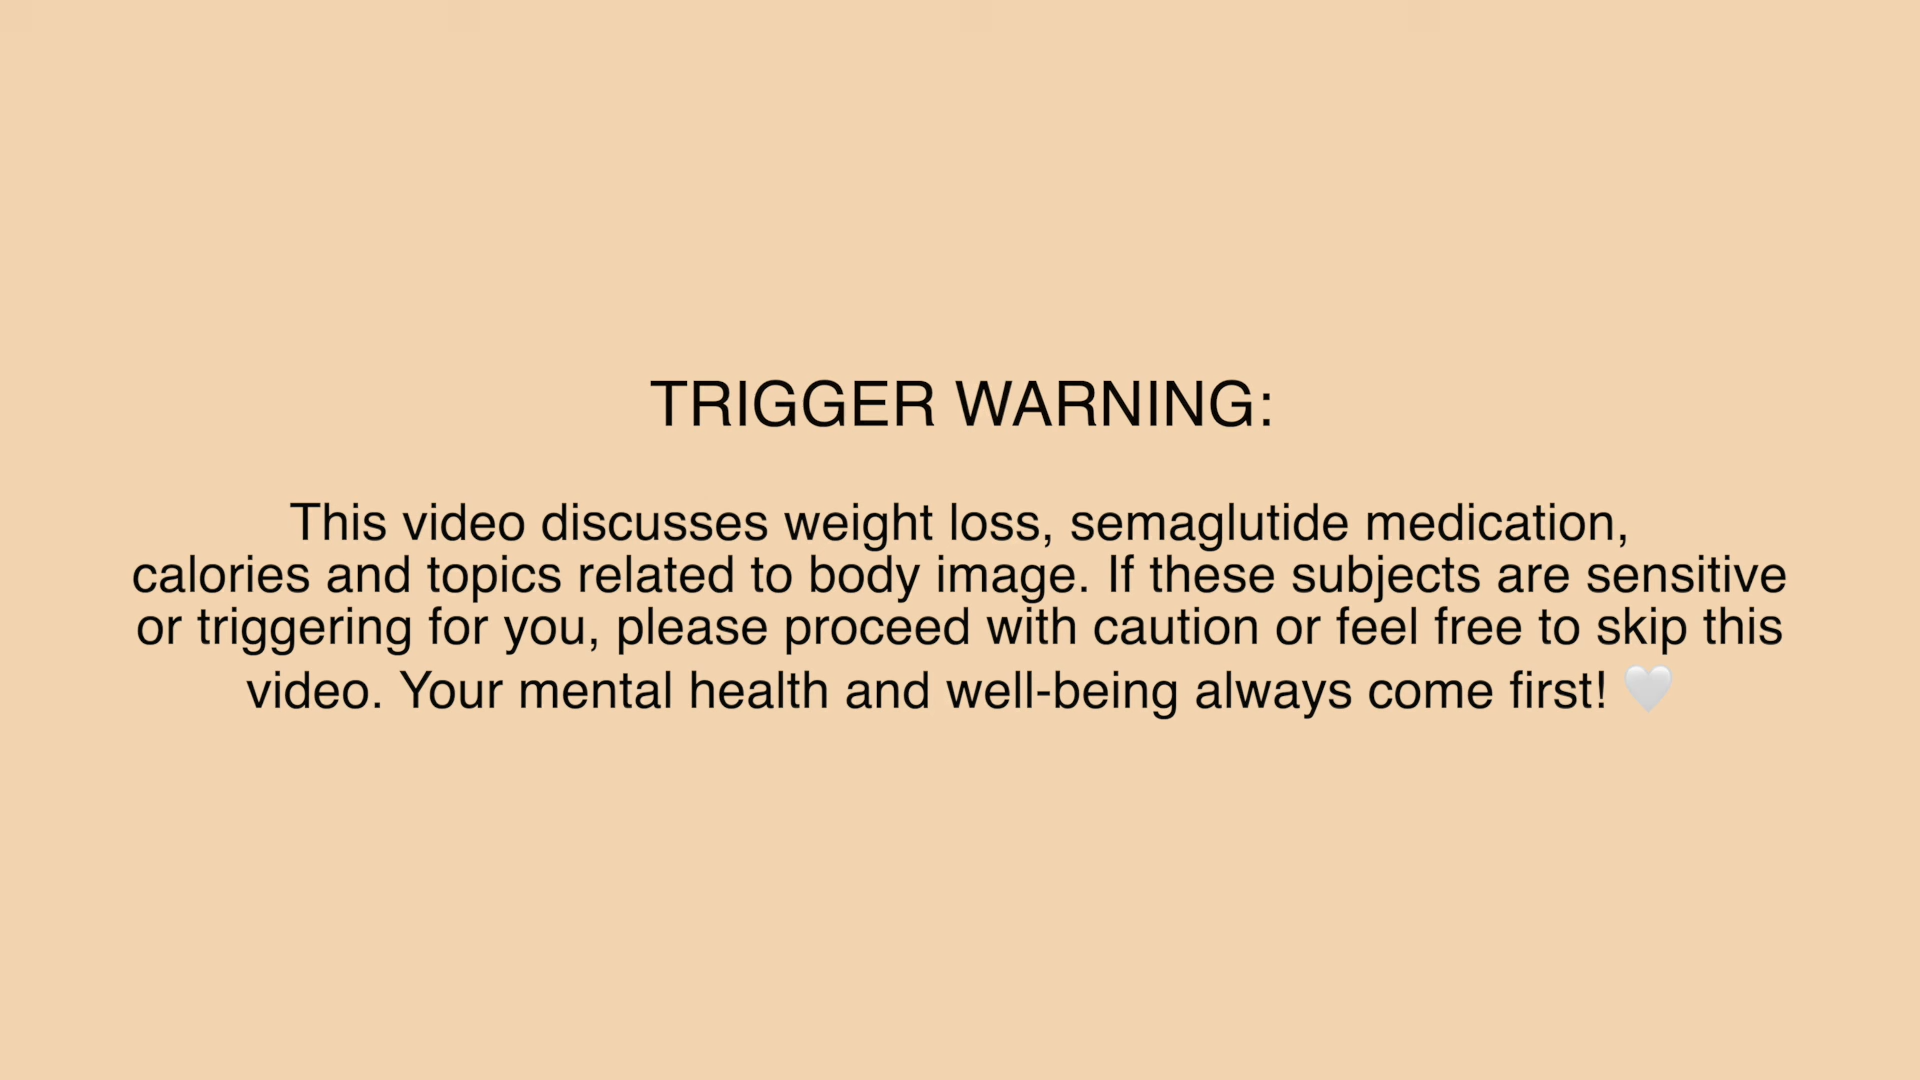 TRIGGER WARNING:
This video discusses weight loss, semaglutide medication,
calories and topics related to body image. If these subjects are sensitive
or triggering for you, please proceed with caution or feel free to skip this
video. Your mental health and well-being always come first! 🤍